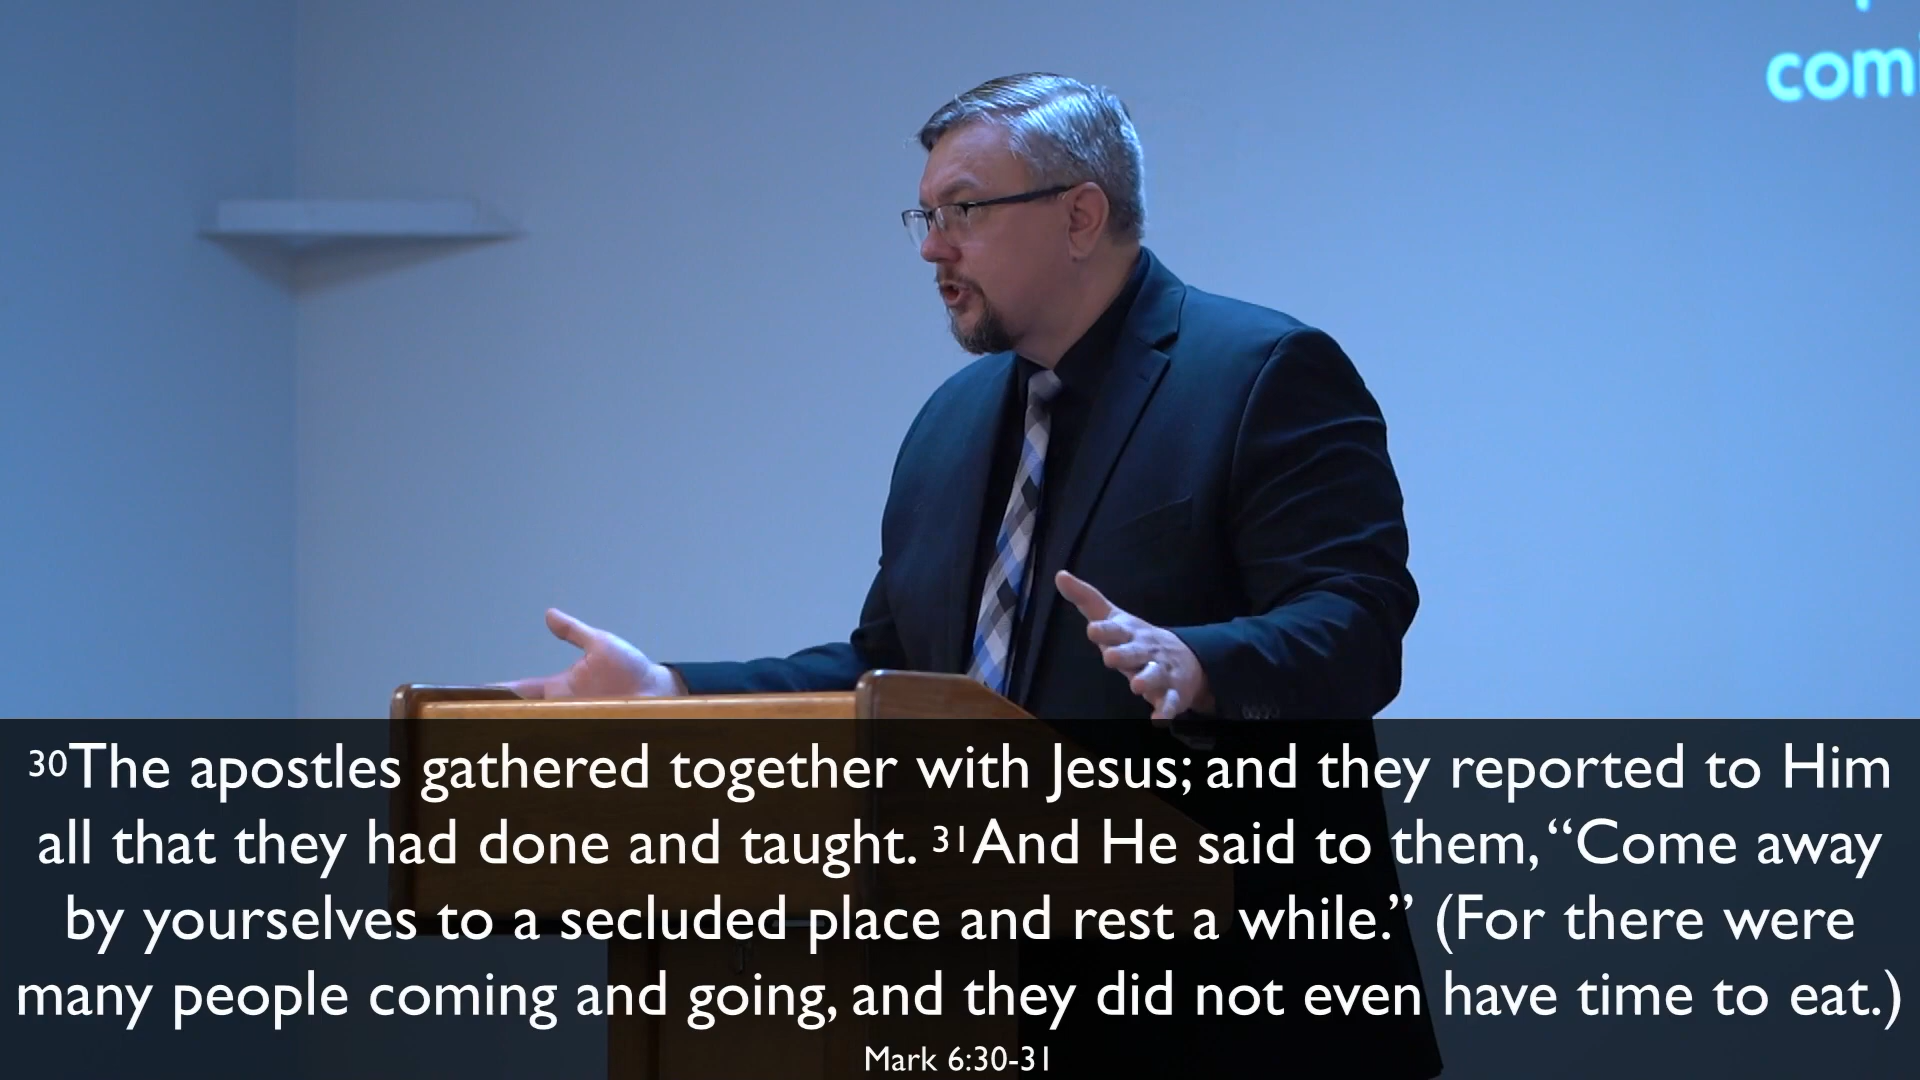 comi
³⁰The apostles gathered together with Jesus; and they reported to Him
all that they had done and taught. ³¹And He said to them, “Come away
by yourselves to a secluded place and rest a while.” (For there were
many people coming and going, and they did not even have time to eat.)
Mark 6:30-31